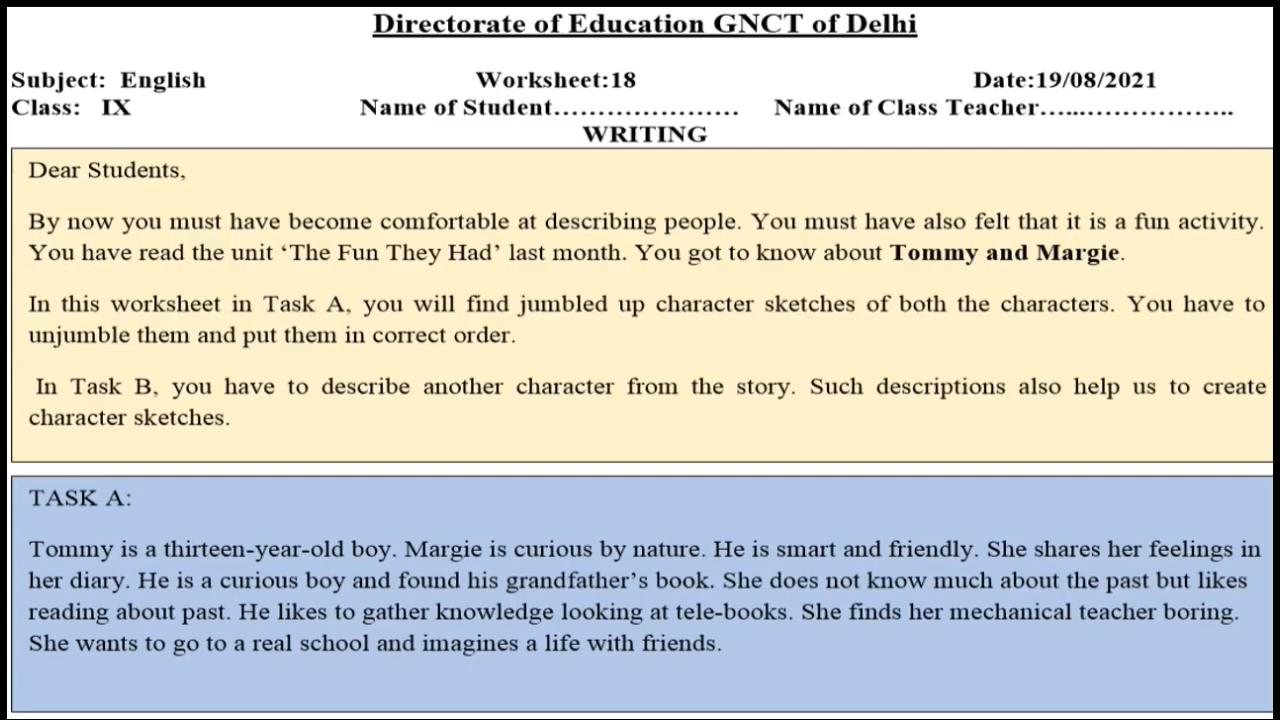 Directorate of Education GNCT of Delhi
Subject: English Worksheet:18 Date:19/08/2021
Class: IX Name of Student………………… Name of Class Teacher…...……………..
WRITING
Dear Students,
By now you must have become comfortable at describing people. You must have also felt that it is a fun activity.
You have read the unit ‘The Fun They Had’ last month. You got to know about Tommy and Margie.
In this worksheet in Task A, you will find jumbled up character sketches of both the characters. You have to
unjumble them and put them in correct order.
In Task B, you have to describe another character from the story. Such descriptions also help us to create
character sketches.
TASK A:
Tommy is a thirteen-year-old boy. Margie is curious by nature. He is smart and friendly. She shares her feelings in
her diary. He is a curious boy and found his grandfather’s book. She does not know much about the past but likes
reading about past. He likes to gather knowledge looking at tele-books. She finds her mechanical teacher boring.
She wants to go to a real school and imagines a life with friends.